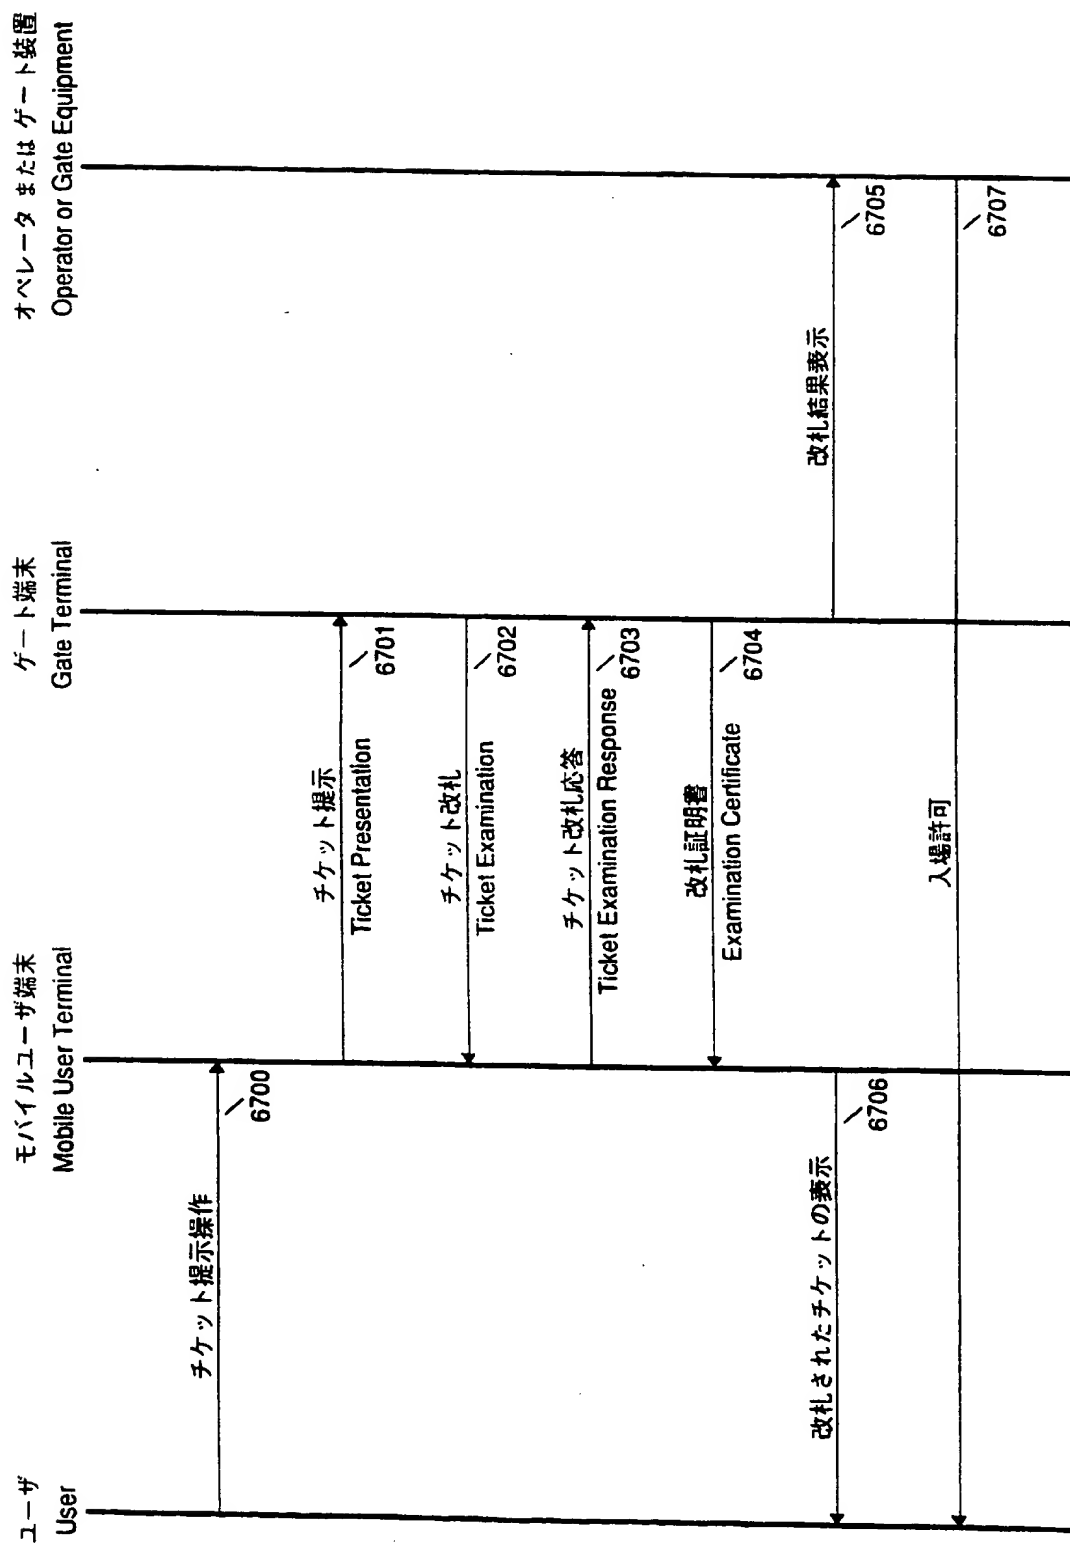 ユーザ
User
モバイルユーザ端末
Mobile User Terminal
ゲート端末
Gate Terminal
オペレータ または ゲート装置
Operator or Gate Equipment
チケット提示操作
6700
チケット提示
Ticket Presentation
6701
チケット改札
Ticket Examination
6702
チケット改札応答
Ticket Examination Response
6703
改札証明書
Examination Certificate
6704
改札されたチケットの表示
6706
改札結果表示
6705
入場許可
6707